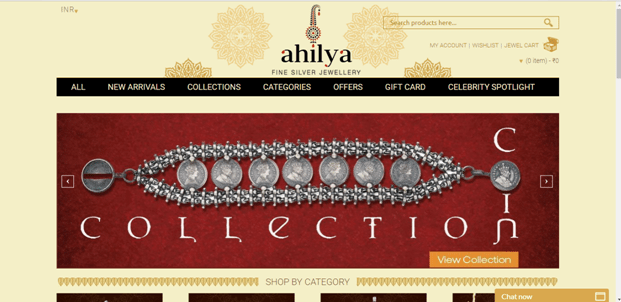 INR
Search products here...
ahilya
FINE SILVER JEWELLERY
MY ACCOUNT | WISHLIST | JEWEL CART
(0 item) - ₹0
ALL NEW ARRIVALS COLLECTIONS CATEGORIES OFFERS GIFT CARD CELEBRITY SPOTLIGHT
COIN
COLLECTION
View Collection
SHOP BY CATEGORY
Chat now